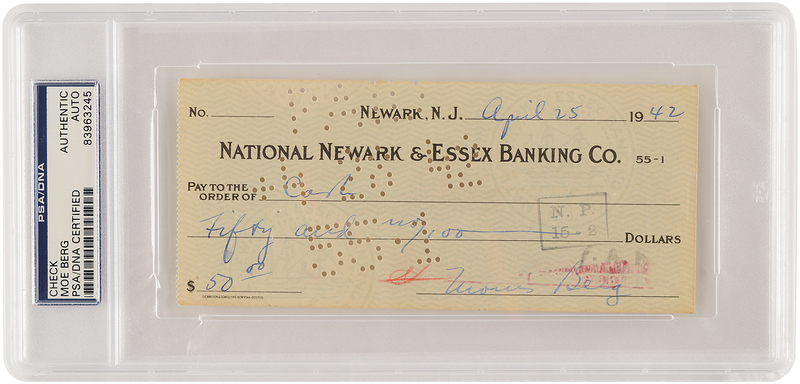 PSA/DNA
CHECK
MOE BERG
PSA/DNA CERTIFIED
AUTHENTIC
AUTO
83963245
No.
NEWARK, N.J. April 25 1942
NATIONAL NEWARK & ESSEX BANKING CO. 55-1
PAY TO THE
ORDER OF Cash
Fifty and no/100 DOLLARS
N. P.
15-2
$ 50 00
Morris Berg